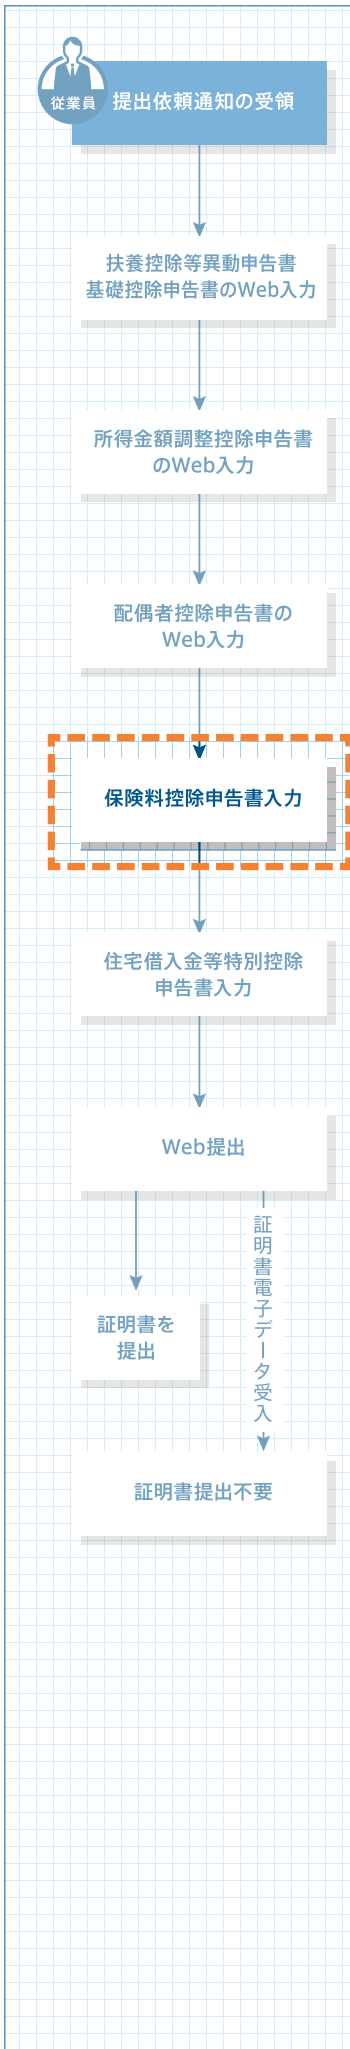 従業員
提出依頼通知の受領
扶養控除等異動申告書
基礎控除申告書のWeb入力
所得金額調整控除申告書
のWeb入力
配偶者控除申告書の
Web入力
保険料控除申告書入力
住宅借入金等特別控除
申告書入力
Web提出
証明書電子データ受入
証明書を
提出
証明書提出不要